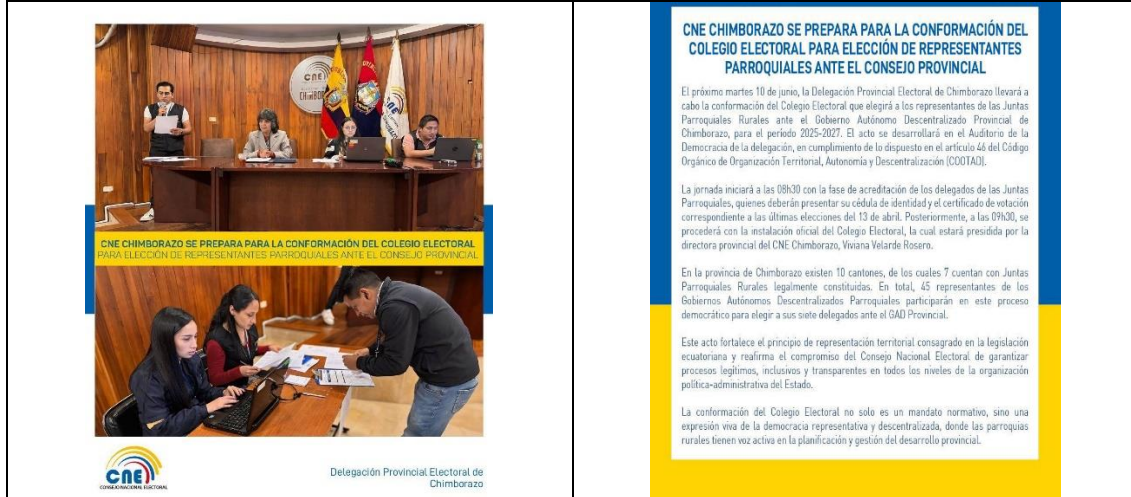 CNE
CHIMBORAZO
CNE CHIMBORAZO SE PREPARA PARA LA CONFORMACIÓN DEL COLEGIO ELECTORAL
PARA ELECCIÓN DE REPRESENTANTES PARROQUIALES ANTE EL CONSEJO PROVINCIAL
CNE
CONSEJO NACIONAL ELECTORAL
Delegación Provincial Electoral de
Chimborazo
CNE CHIMBORAZO SE PREPARA PARA LA CONFORMACIÓN DEL
COLEGIO ELECTORAL PARA ELECCIÓN DE REPRESENTANTES
PARROQUIALES ANTE EL CONSEJO PROVINCIAL
El próximo martes 10 de junio, la Delegación Provincial Electoral de Chimborazo llevará a
cabo la conformación del Colegio Electoral que elegirá a los representantes de las Juntas
Parroquiales Rurales ante el Gobierno Autónomo Descentralizado Provincial de
Chimborazo, para el período 2025-2027. El acto se desarrollará en el Auditorio de la
Democracia de la delegación, en cumplimiento de lo dispuesto en el artículo 46 del Código
Orgánico de Organización Territorial, Autonomía y Descentralización (COOTAD).
La jornada iniciará a las 08h30 con la fase de acreditación de los delegados de las Juntas
Parroquiales, quienes deberán presentar su cédula de identidad y el certificado de votación
correspondiente a las últimas elecciones del 13 de abril. Posteriormente, a las 09h30, se
procederá con la instalación oficial del Colegio Electoral, la cual estará presidida por la
directora provincial del CNE Chimborazo, Viviana Velarde Rosero.
En la provincia de Chimborazo existen 10 cantones, de los cuales 7 cuentan con Juntas
Parroquiales Rurales legalmente constituidas. En total, 45 representantes de los
Gobiernos Autónomos Descentralizados Parroquiales participarán en este proceso
democrático para elegir a sus siete delegados ante el GAD Provincial.
Este acto fortalece el principio de representación territorial consagrado en la legislación
ecuatoriana y reafirma el compromiso del Consejo Nacional Electoral de garantizar
procesos legítimos, inclusivos y transparentes en todos los niveles de la organización
política-administrativa del Estado.
La conformación del Colegio Electoral no solo es un mandato normativo, sino una
expresión viva de la democracia representativa y descentralizada, donde las parroquias
rurales tienen voz activa en la planificación y gestión del desarrollo provincial.